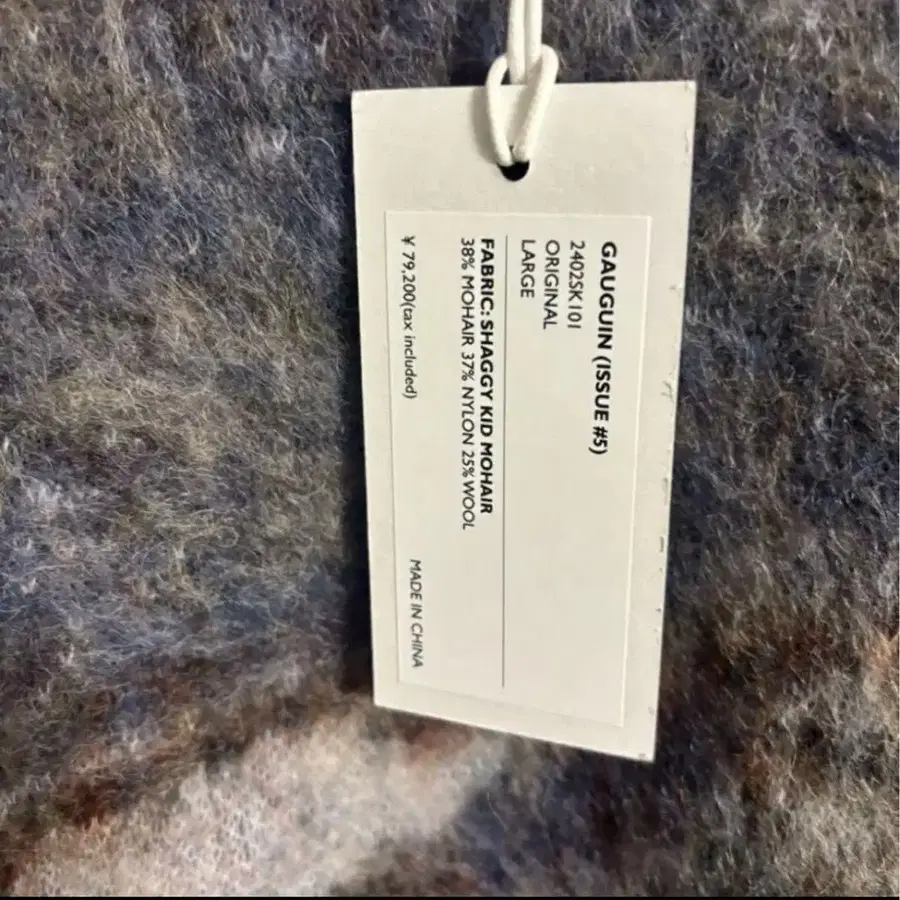 GAUGUIN (ISSUE #5)
2402SK101
ORIGINAL
LARGE
FABRIC: SHAGGY KID MOHAIR
38% MOHAIR 37% NYLON 25% WOOL
¥ 79,200(tax included)
MADE IN CHINA